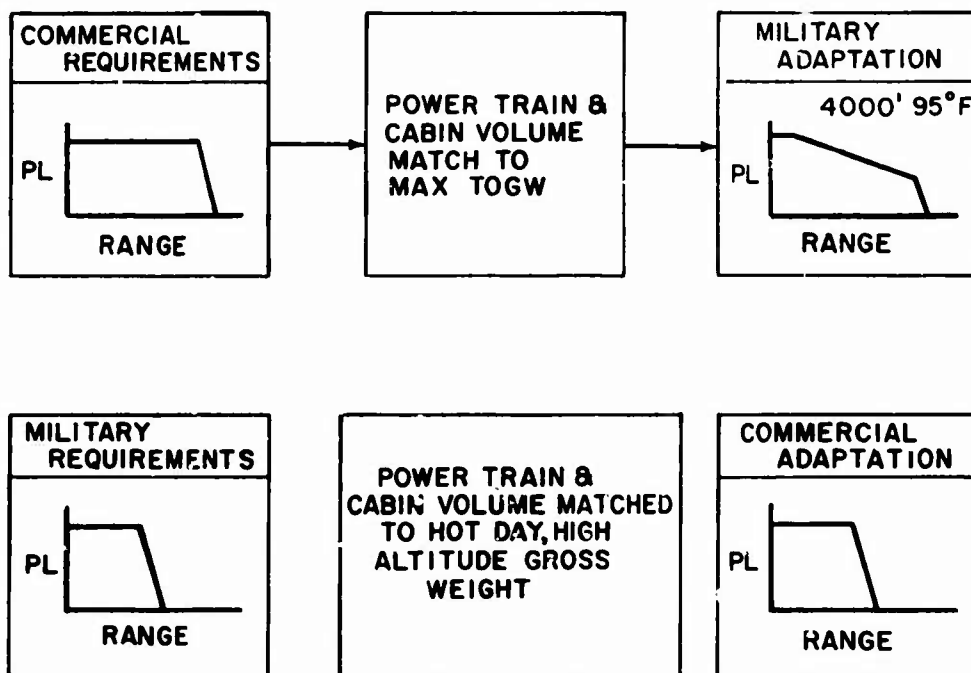 COMMERCIAL
REQUIREMENTS
PL
RANGE
POWER TRAIN &
CABIN VOLUME
MATCH TO
MAX TOGW
MILITARY
ADAPTATION
4000' 95°F
PL
RANGE
MILITARY
REQUIREMENTS
PL
RANGE
POWER TRAIN &
CABIN VOLUME MATCHED
TO HOT DAY, HIGH
ALTITUDE GROSS
WEIGHT
COMMERCIAL
ADAPTATION
PL
RANGE